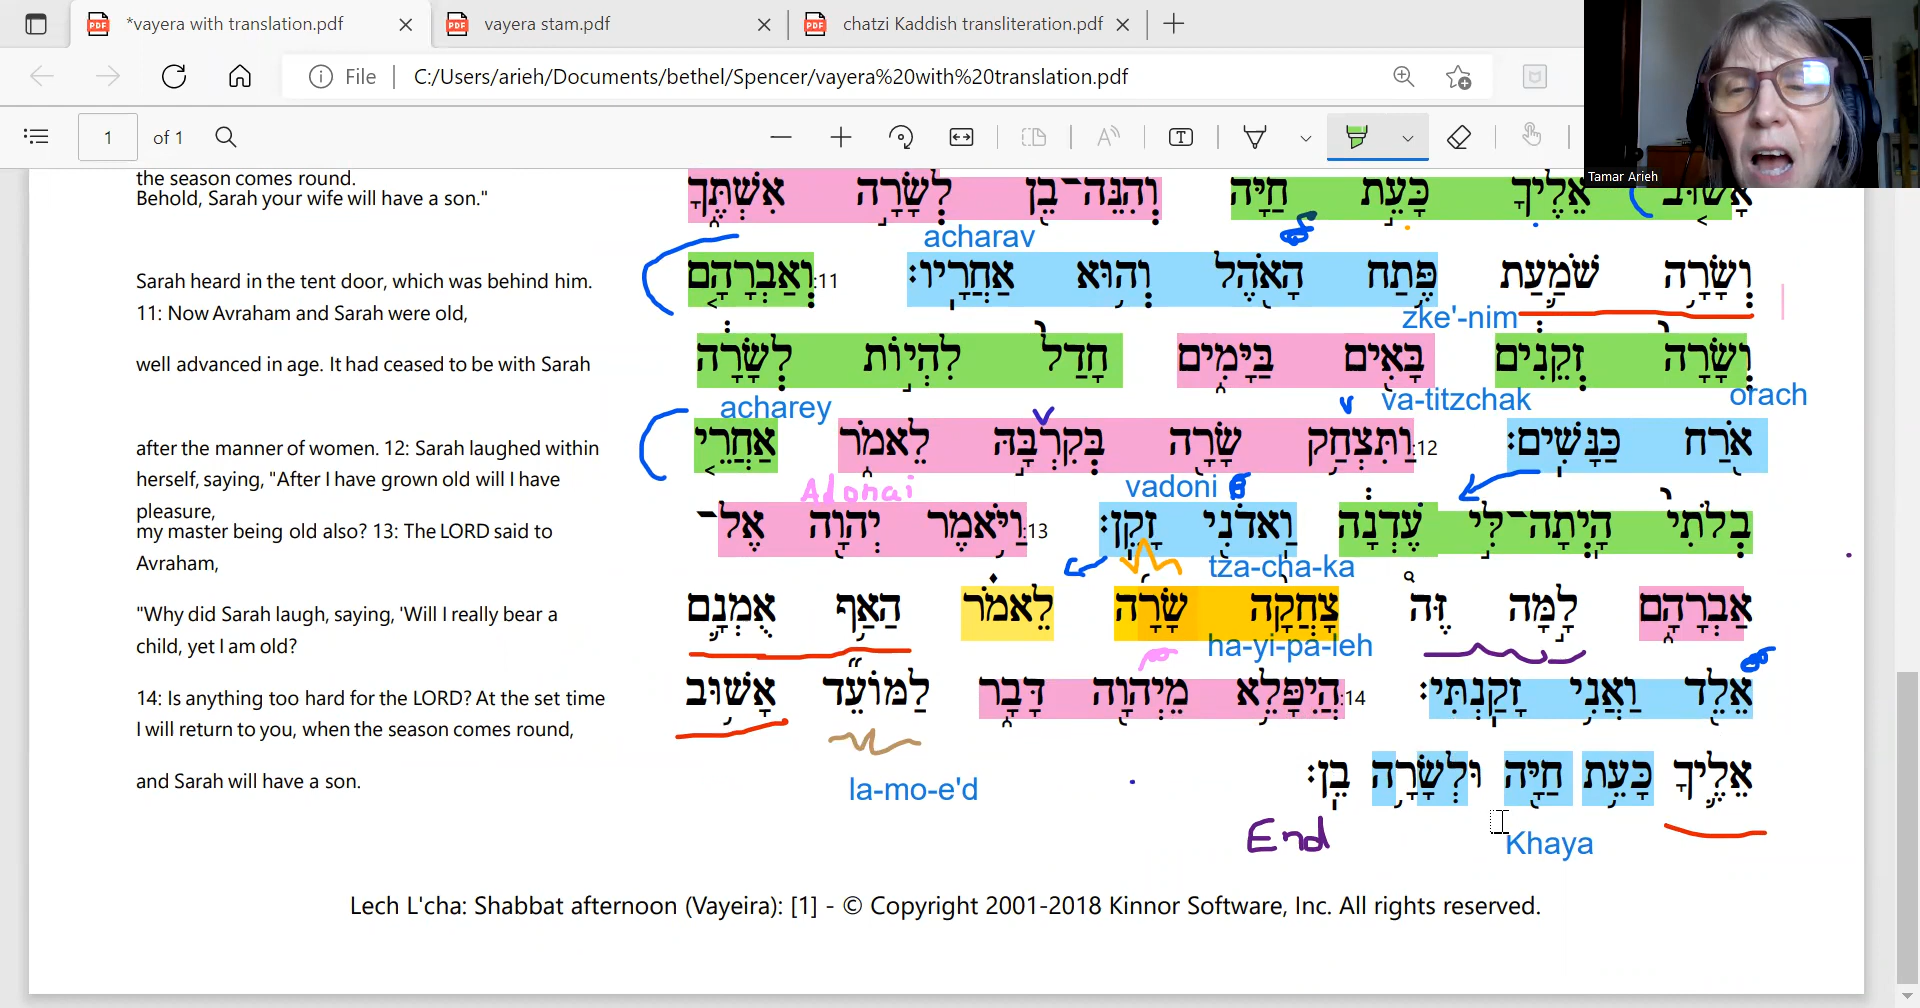 *vayera with translation.pdf
vayera stam.pdf
chatzi Kaddish transliteration.pdf
File
C:/Users/arieh/Documents/bethel/Spencer/vayera%20with%20translation.pdf
1 of 1
Tamar Arieh
the season comes round.
Behold, Sarah your wife will have a son."
אָשׁוּב אֵלֶיךָ כָּעֵת חַיָּה וְהִנֵּה־בֵן לְשָׂרָה אִשְׁתֶּךָ
acharav
Sarah heard in the tent door, which was behind him.
11: Now Avraham and Sarah were old,
וְשָׂרָה שֹׁמַעַת פֶּתַח הָאֹהֶל וְהוּא אַחֲרָיו׃ 11: וְאַבְרָהָם
zke'-nim
well advanced in age. It had ceased to be with Sarah
וְשָׂרָה זְקֵנִים בָּאִים בַּיָּמִים חָדַל לִהְיוֹת לְשָׂרָה
acharey
va-titzchak
orach
after the manner of women. 12: Sarah laughed within
herself, saying, "After I have grown old will I have
pleasure,
אֹרַח כַּנָּשִׁים׃ 12: וַתִּצְחַק שָׂרָה בְּקִרְבָּהּ לֵאמֹר אַחֲרֵי
Adonai
vadoni
my master being old also? 13: The LORD said to
Avraham,
בְלֹתִי הָיְתָה־לִּי עֶדְנָה וַאדֹנִי זָקֵן׃ 13: וַיֹּאמֶר יְהוָה אֶל־
tza-cha-ka
"Why did Sarah laugh, saying, 'Will I really bear a
child, yet I am old?
אַבְרָהָם לָמָּה זֶּה צָחֲקָה שָׂרָה לֵאמֹר הַאַף אֻמְנָם
ha-yi-pa-leh
14: Is anything too hard for the LORD? At the set time
I will return to you, when the season comes round,
אֵלֵד וַאֲנִי זָקַנְתִּי׃ 14: הֲיִפָּלֵא מֵיְהוָה דָּבָר לַמּוֹעֵד אָשׁוּב
la-mo-e'd
and Sarah will have a son.
אֵלֶיךָ כָּעֵת חַיָּה וּלְשָׂרָה בֵן׃
End
Khaya
Lech L'cha: Shabbat afternoon (Vayeira): [1] - © Copyright 2001-2018 Kinnor Software, Inc. All rights reserved.